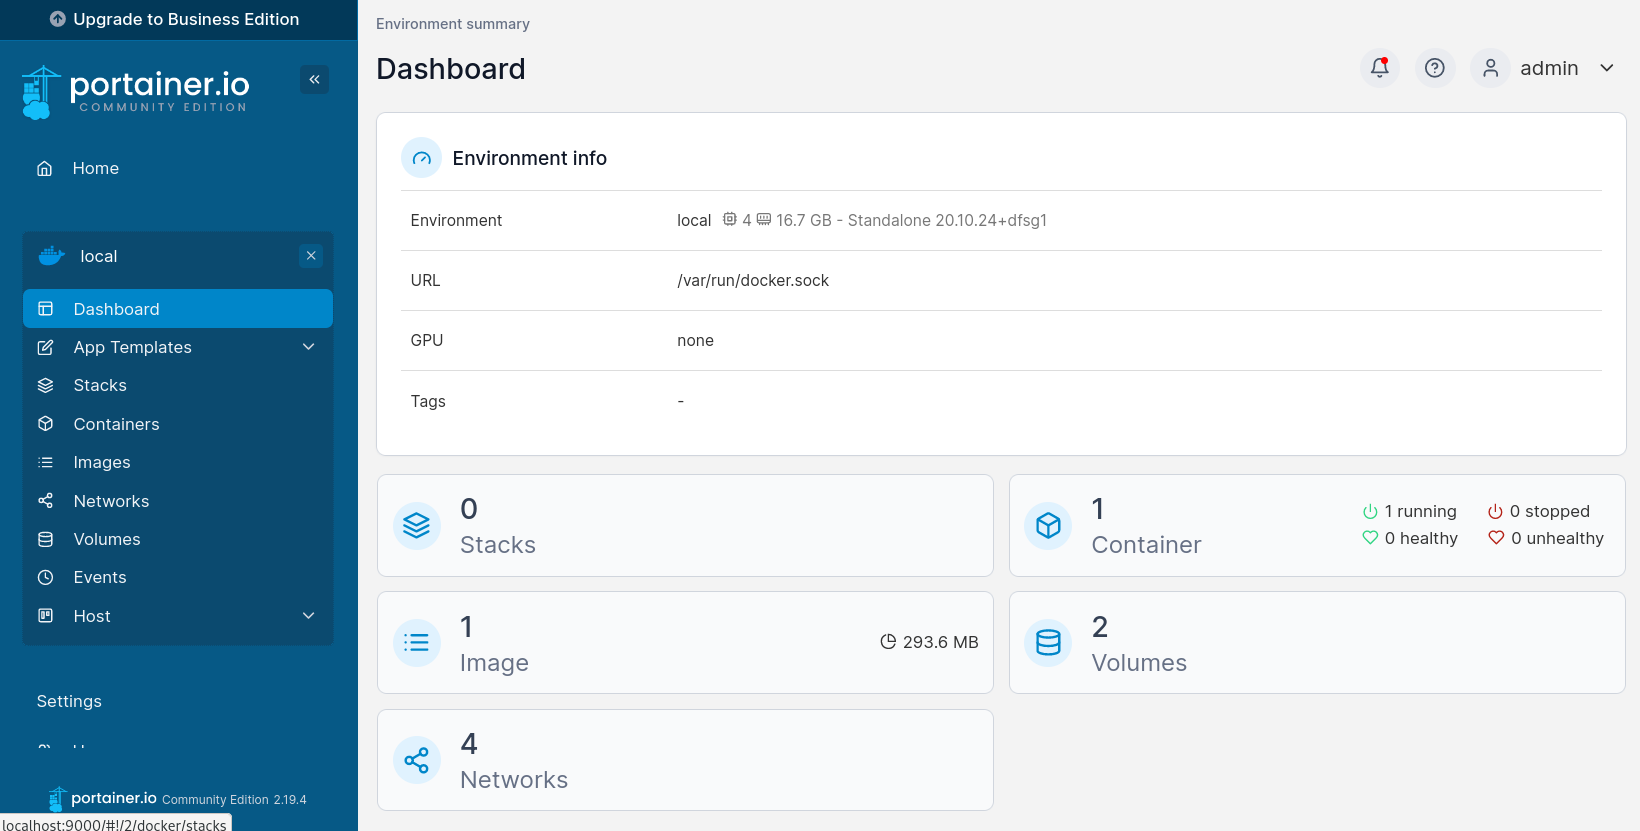 Upgrade to Business Edition
portainer.io
COMMUNITY EDITION
Home
local
Dashboard
App Templates
Stacks
Containers
Images
Networks
Volumes
Events
Host
Settings
portainer.io Community Edition 2.19.4
localhost:9000/#!/2/docker/stacks
Environment summary
Dashboard
admin
Environment info
Environment local 4 16.7 GB - Standalone 20.10.24+dfsg1
URL /var/run/docker.sock
GPU none
Tags -
0
Stacks
1
Container
1 running 0 stopped
0 healthy 0 unhealthy
1
Image
293.6 MB
2
Volumes
4
Networks